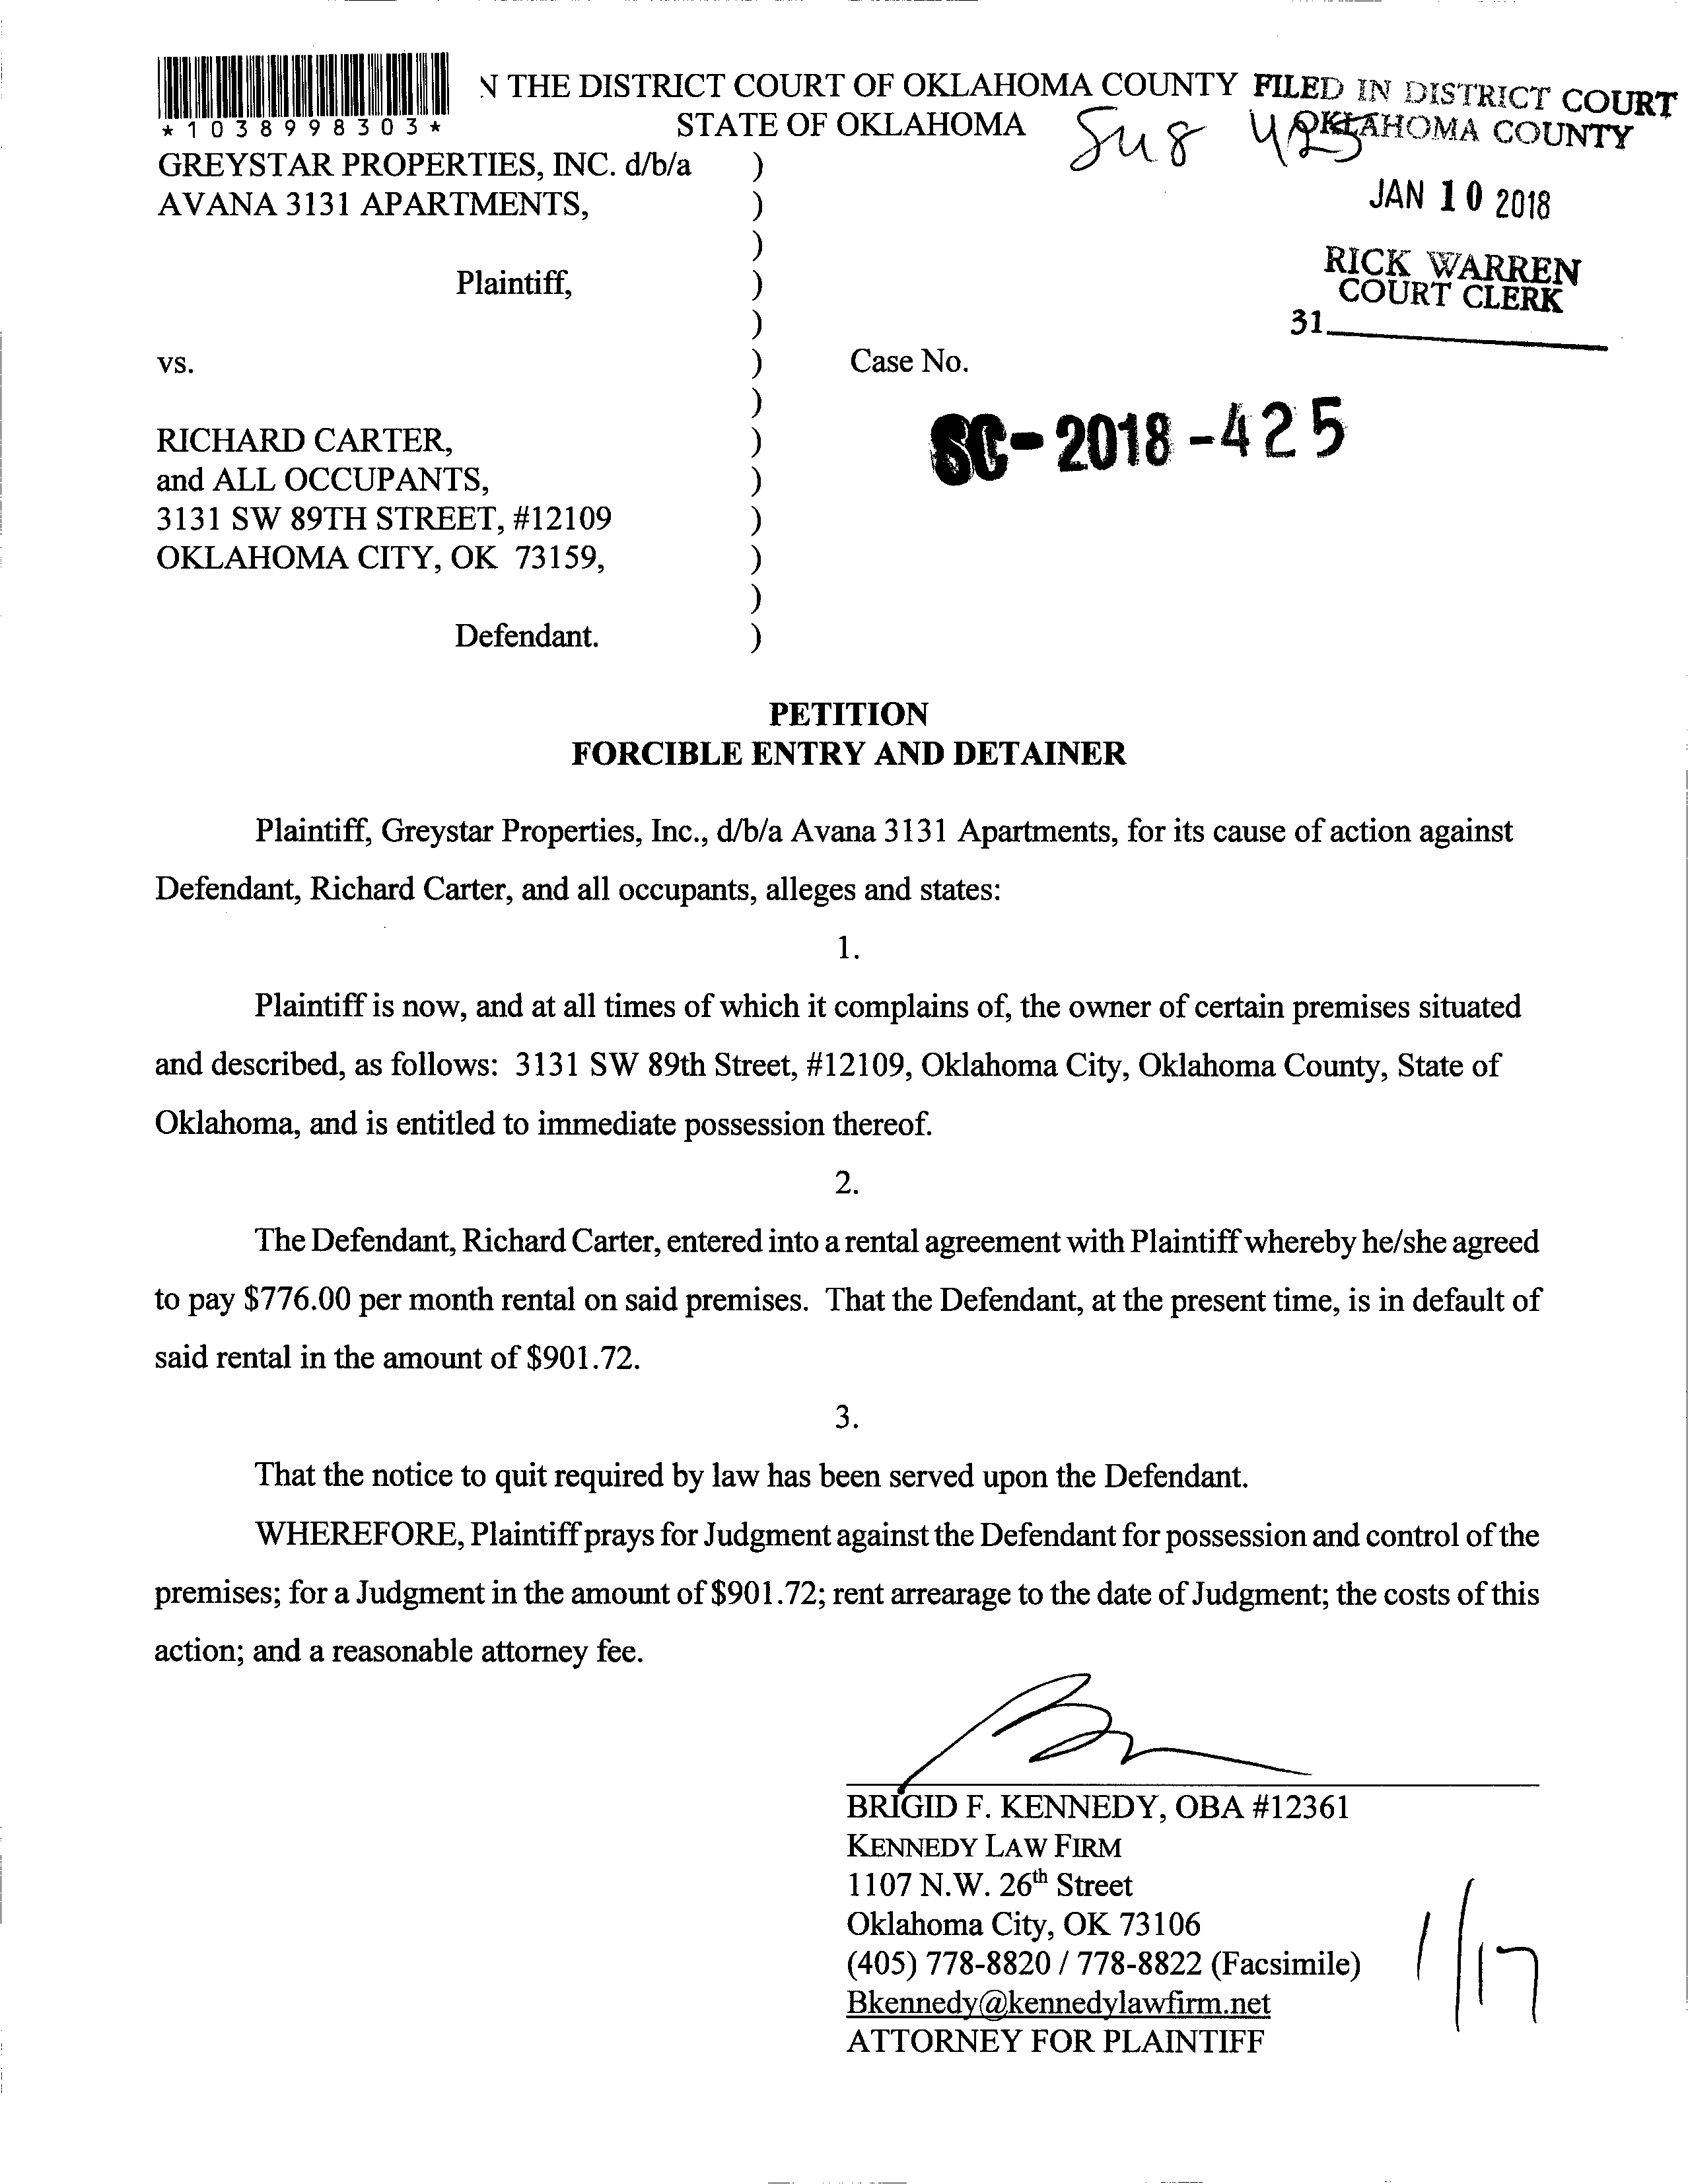 N THE DISTRICT COURT OF OKLAHOMA COUNTY
STATE OF OKLAHOMA
*1038998303*
FILED IN DISTRICT COURT
OKLAHOMA COUNTY
JAN 10 2018
RICK WARREN
COURT CLERK
31
GREYSTAR PROPERTIES, INC. d/b/a )
AVANA 3131 APARTMENTS, )
)
Plaintiff, )
)
vs. ) Case No.
)
SC-2018-425
RICHARD CARTER, )
and ALL OCCUPANTS, )
3131 SW 89TH STREET, #12109 )
OKLAHOMA CITY, OK 73159, )
)
Defendant. )
PETITION
FORCIBLE ENTRY AND DETAINER
Plaintiff, Greystar Properties, Inc., d/b/a Avana 3131 Apartments, for its cause of action against
Defendant, Richard Carter, and all occupants, alleges and states:
1.
Plaintiff is now, and at all times of which it complains of, the owner of certain premises situated
and described, as follows: 3131 SW 89th Street, #12109, Oklahoma City, Oklahoma County, State of
Oklahoma, and is entitled to immediate possession thereof.
2.
The Defendant, Richard Carter, entered into a rental agreement with Plaintiff whereby he/she agreed
to pay $776.00 per month rental on said premises. That the Defendant, at the present time, is in default of
said rental in the amount of $901.72.
3.
That the notice to quit required by law has been served upon the Defendant.
WHEREFORE, Plaintiff prays for Judgment against the Defendant for possession and control of the
premises; for a Judgment in the amount of $901.72; rent arrearage to the date of Judgment; the costs of this
action; and a reasonable attorney fee.
BRIGID F. KENNEDY, OBA #12361
KENNEDY LAW FIRM
1107 N.W. 26th Street
Oklahoma City, OK 73106
(405) 778-8820 / 778-8822 (Facsimile)
Bkennedy@kennedylawfirm.net
ATTORNEY FOR PLAINTIFF
1/17